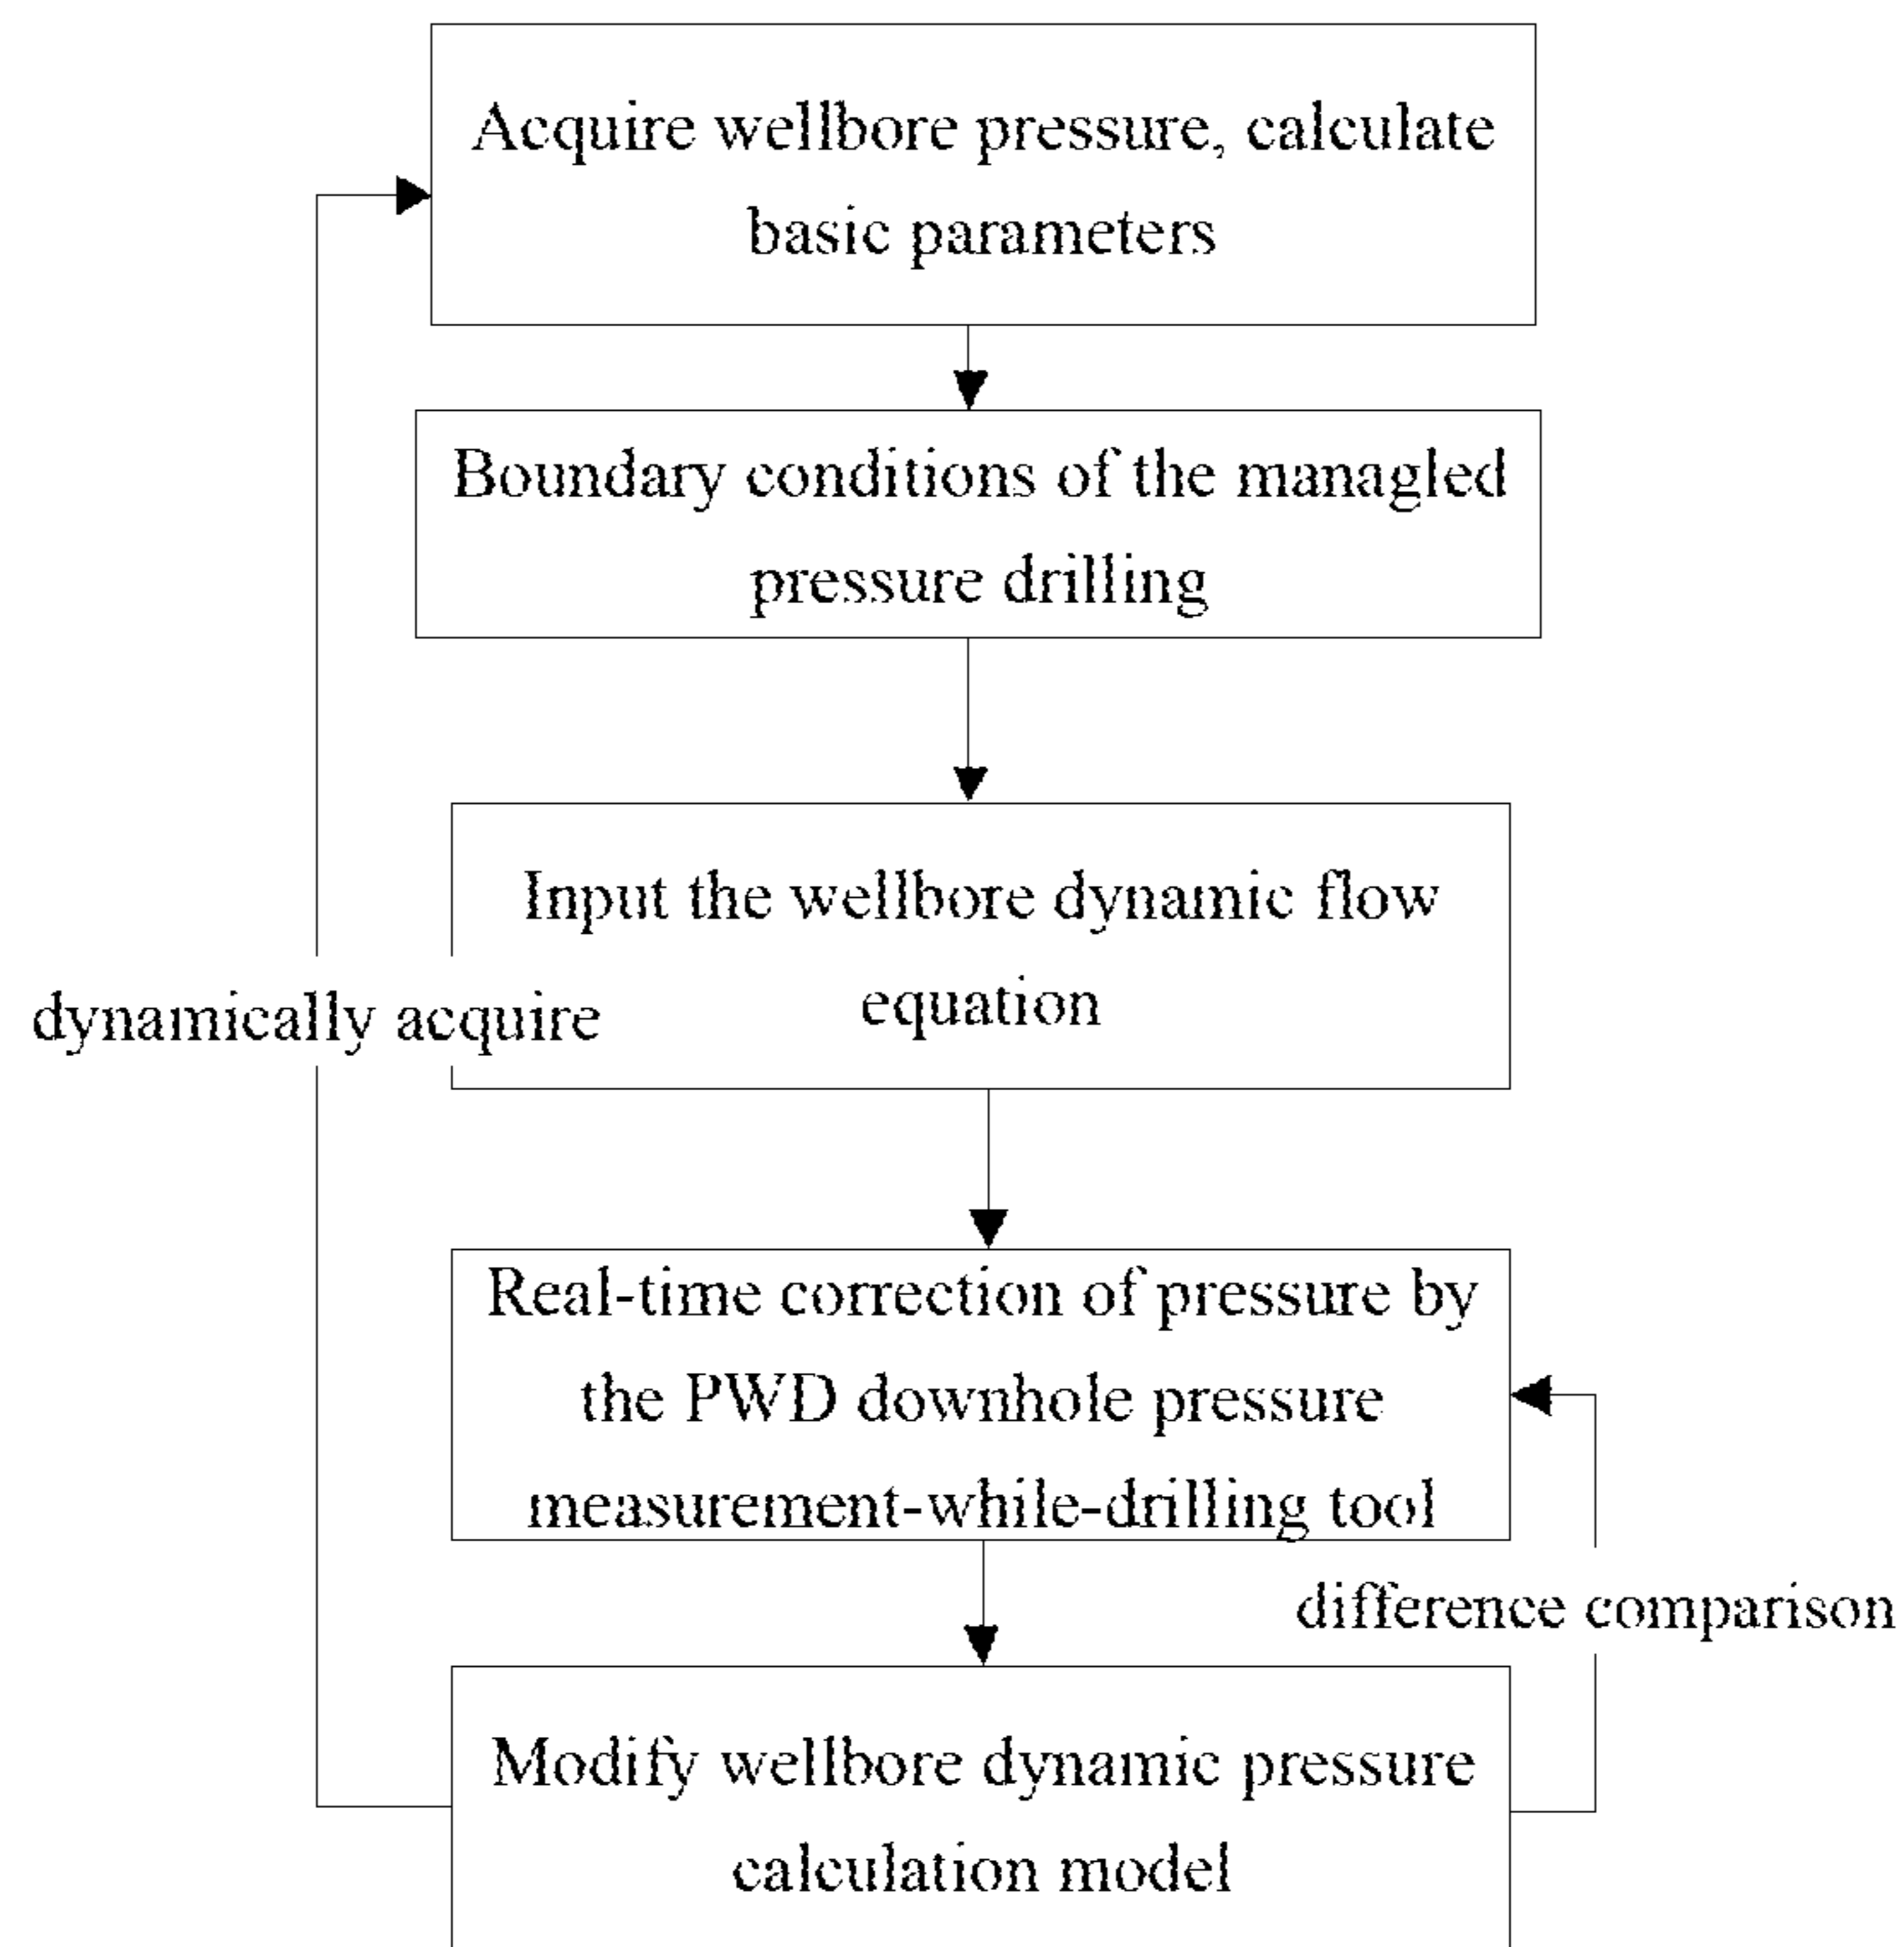 Acquire wellbore pressure, calculate
basic parameters
Boundary conditions of the managled
pressure drilling
Input the wellbore dynamic flow
equation
dynamically acquire
Real-time correction of pressure by
the PWD downhole pressure
measurement-while-drilling tool
difference comparison
Modify wellbore dynamic pressure
calculation model